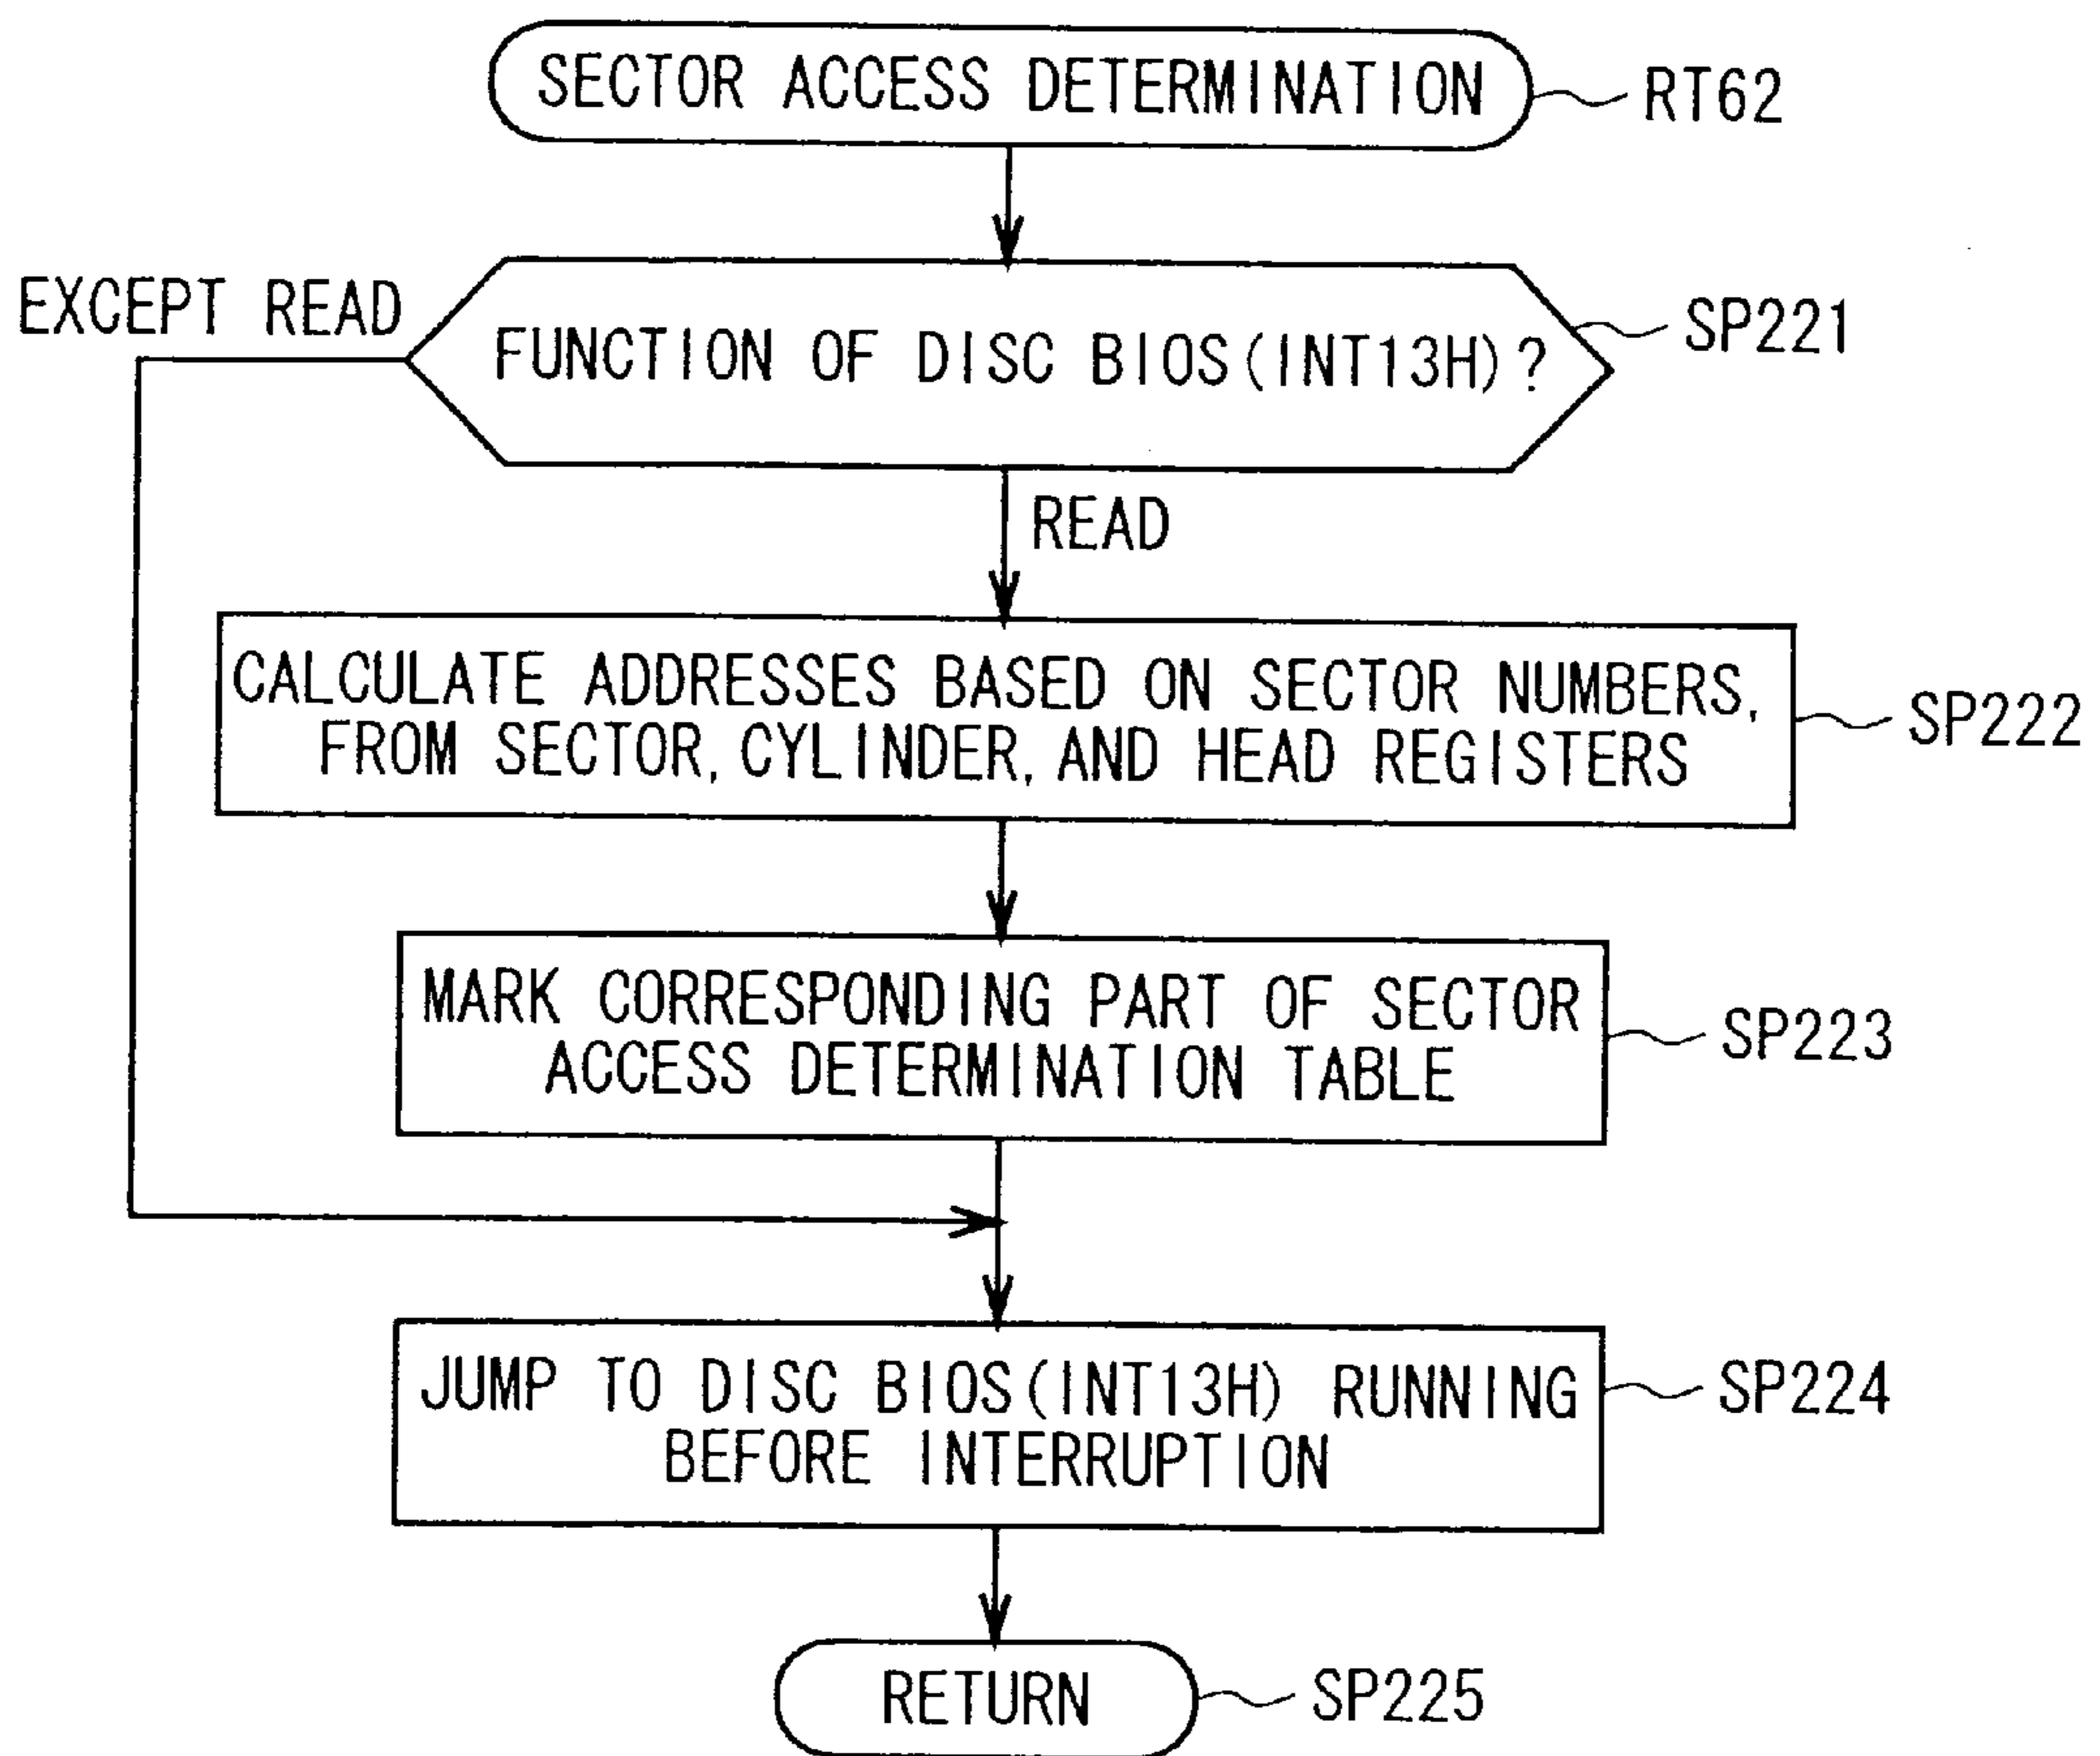 SECTOR ACCESS DETERMINATION
RT62
EXCEPT READ
FUNCTION OF DISC BIOS(INT13H)?
SP221
READ
CALCULATE ADDRESSES BASED ON SECTOR NUMBERS,
FROM SECTOR, CYLINDER, AND HEAD REGISTERS
SP222
MARK CORRESPONDING PART OF SECTOR
ACCESS DETERMINATION TABLE
SP223
JUMP TO DISC BIOS(INT13H) RUNNING
BEFORE INTERRUPTION
SP224
RETURN
SP225